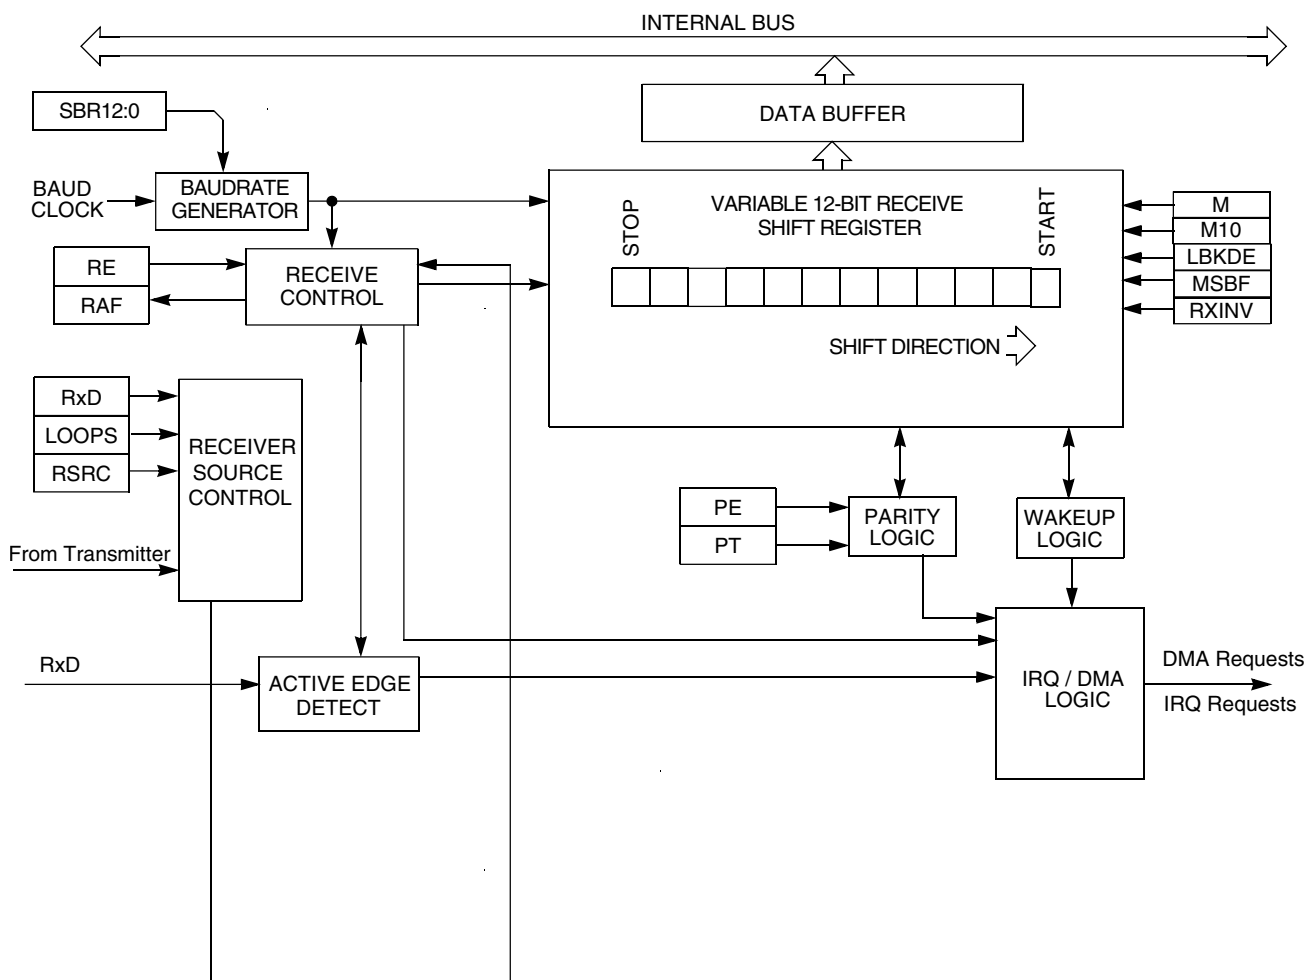 INTERNAL BUS
SBR12:0
DATA BUFFER
BAUD
CLOCK
BAUDRATE
GENERATOR
STOP
VARIABLE 12-BIT RECEIVE
SHIFT REGISTER
START
M
M10
LBKDE
MSBF
RXINV
RE
RAF
RECEIVE
CONTROL
SHIFT DIRECTION
RxD
LOOPS
RSRC
RECEIVER
SOURCE
CONTROL
From Transmitter
PE
PT
PARITY
LOGIC
WAKEUP
LOGIC
RxD
ACTIVE EDGE
DETECT
IRQ / DMA
LOGIC
DMA Requests
IRQ Requests